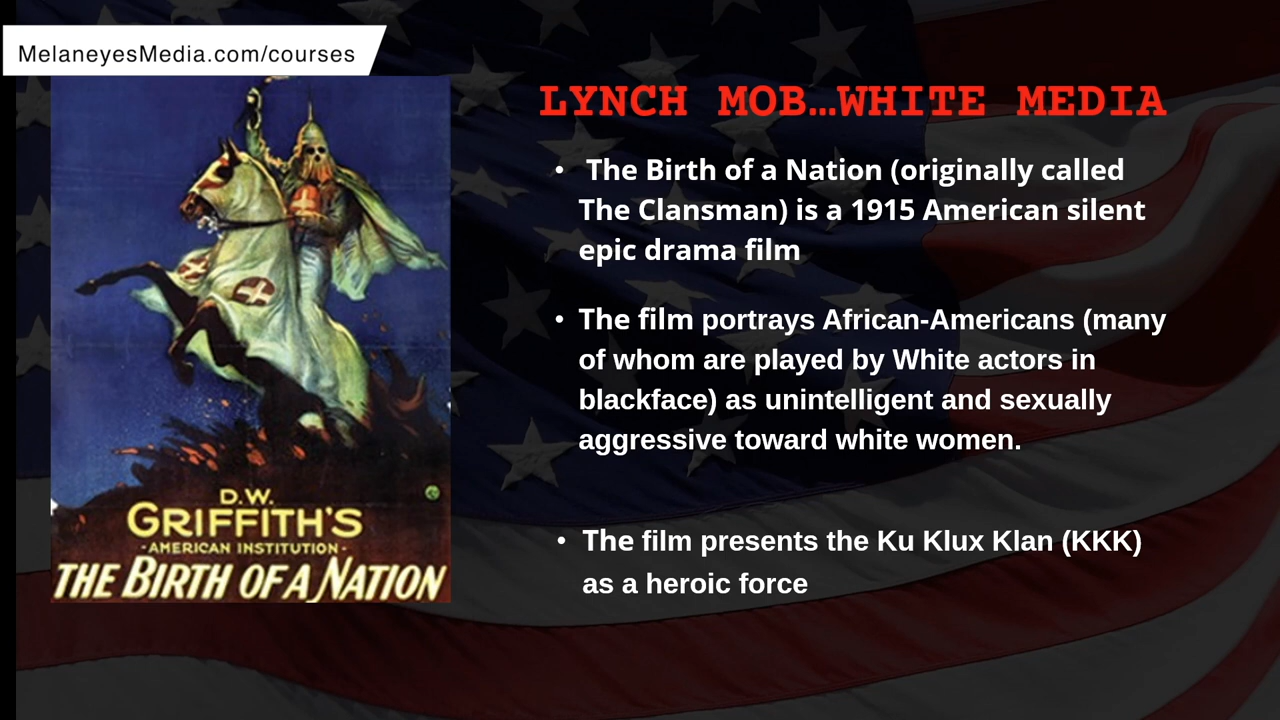 MelaneyesMedia.com/courses
LYNCH MOB…WHITE MEDIA
• The Birth of a Nation (originally called
The Clansman) is a 1915 American silent
epic drama film
• The film portrays African-Americans (many
of whom are played by White actors in
blackface) as unintelligent and sexually
aggressive toward white women.
• The film presents the Ku Klux Klan (KKK)
as a heroic force
D.W.
GRIFFITH'S
-AMERICAN INSTITUTION-
THE BIRTH OF A NATION